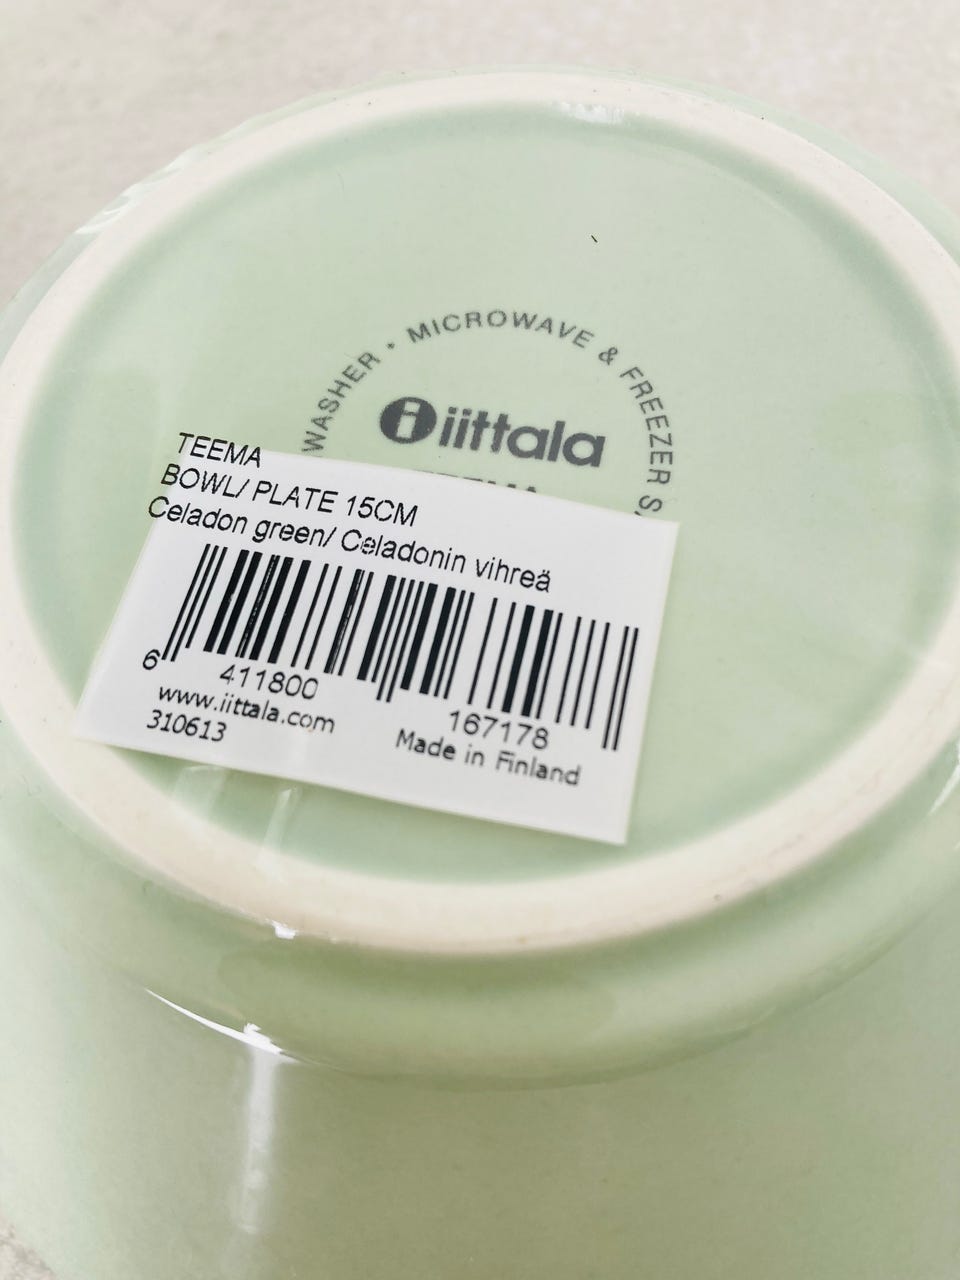 WASHER • MICROWAVE & FREEZER S
iittala
TEEMA
TEEMA
BOWL/ PLATE 15CM
Celadon green/ Celadonin vihreä
6 411800 167178
www.iittala.com
310613
Made in Finland